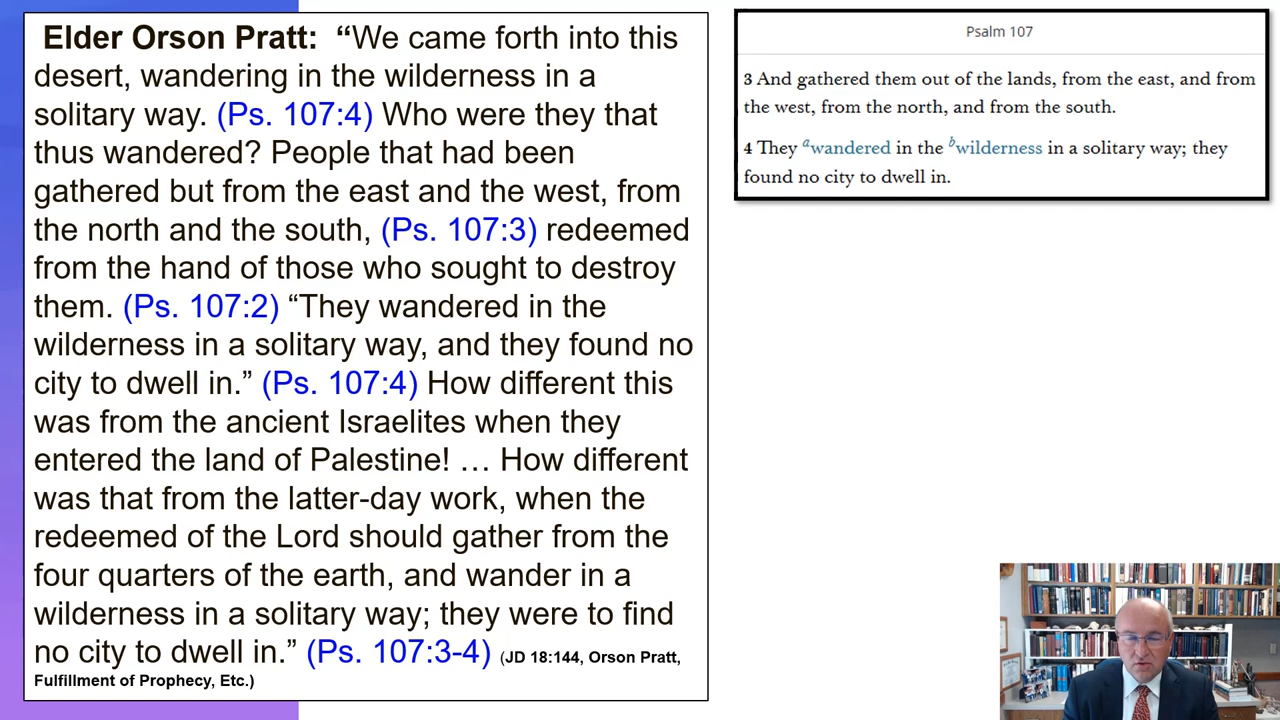 Elder Orson Pratt: “We came forth into this
desert, wandering in the wilderness in a
solitary way. (Ps. 107:4) Who were they that
thus wandered? People that had been
gathered but from the east and the west, from
the north and the south, (Ps. 107:3) redeemed
from the hand of those who sought to destroy
them. (Ps. 107:2) “They wandered in the
wilderness in a solitary way, and they found no
city to dwell in.” (Ps. 107:4) How different this
was from the ancient Israelites when they
entered the land of Palestine! … How different
was that from the latter-day work, when the
redeemed of the Lord should gather from the
four quarters of the earth, and wander in a
wilderness in a solitary way; they were to find
no city to dwell in.” (Ps. 107:3-4) (JD 18:144, Orson Pratt,
Fulfillment of Prophecy, Etc.)
Psalm 107
3 And gathered them out of the lands, from the east, and from
the west, from the north, and from the south.
4 They a wandered in the b wilderness in a solitary way; they
found no city to dwell in.